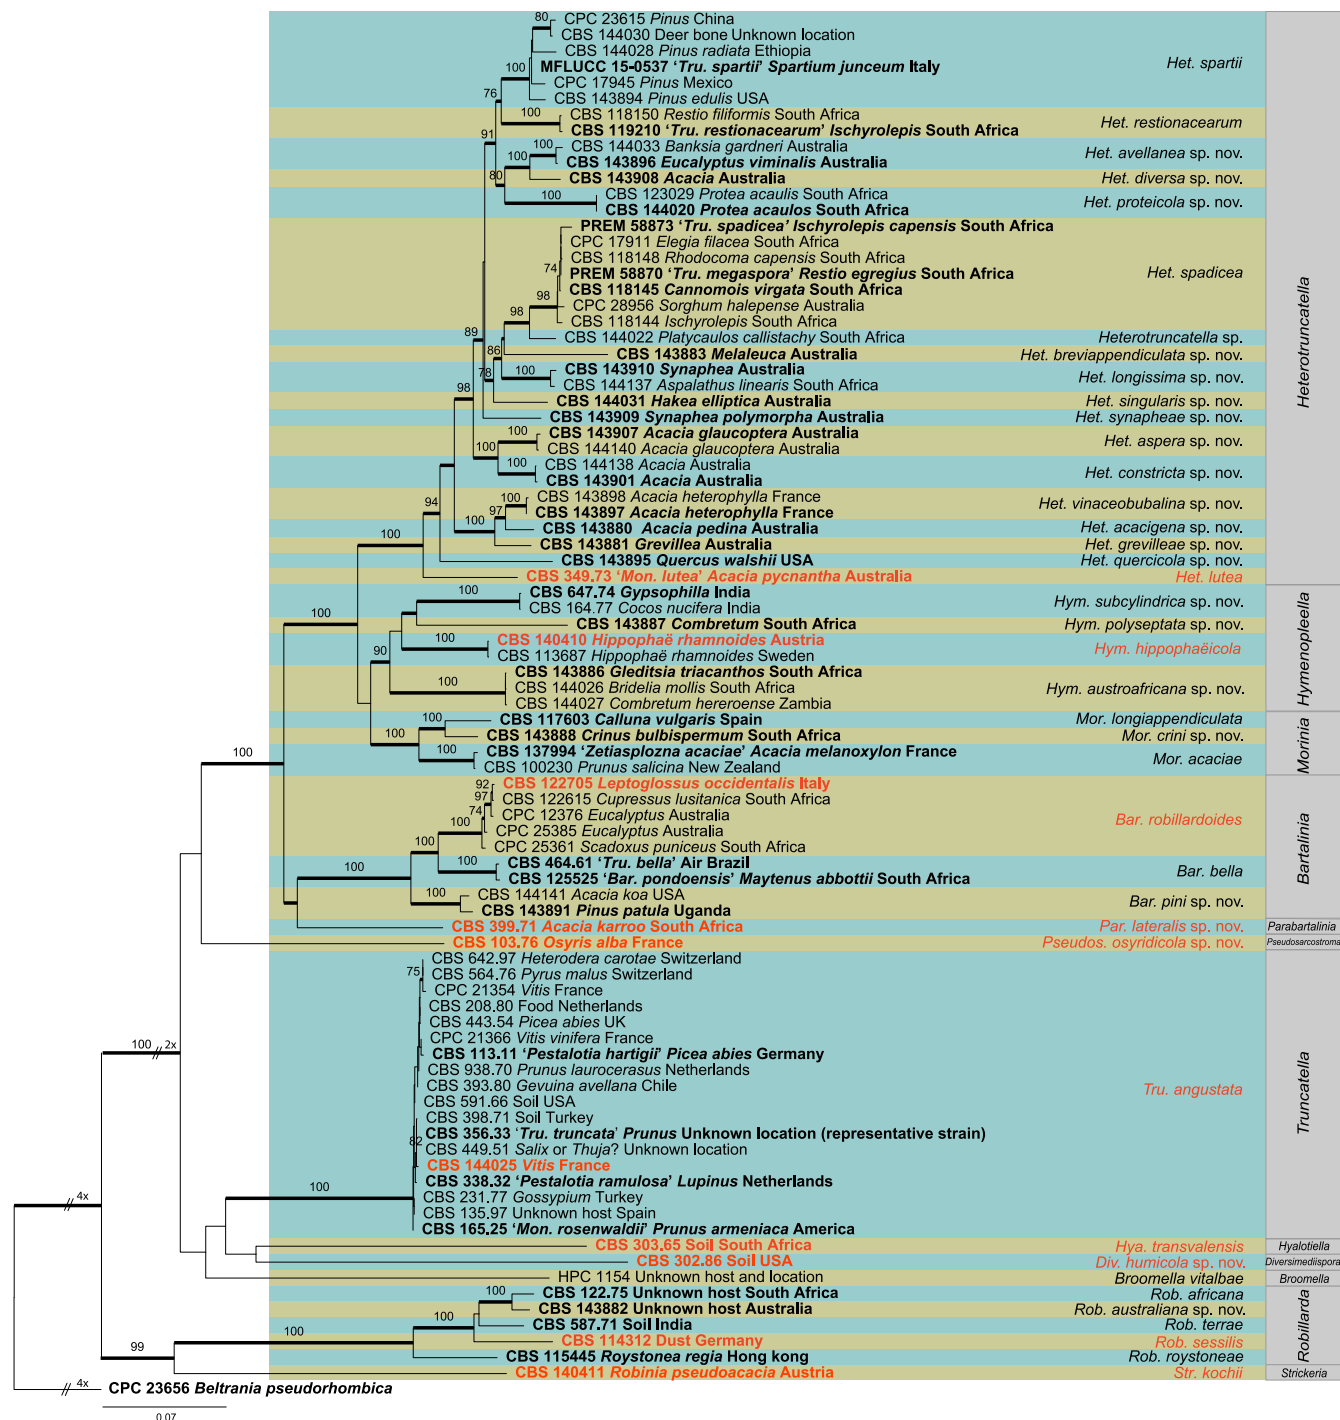 80
CPC 23615 Pinus China
CBS 144030 Deer bone Unknown location
CBS 144028 Pinus radiata Ethiopia
100
MFLUCC 15-0537 ‘Tru. spartii’ Spartium junceum Italy
Het. spartii
CPC 17945 Pinus Mexico
76
CBS 143894 Pinus edulis USA
100
CBS 118150 Restio filiformis South Africa
Het. restionacearum
CBS 119210 ‘Tru. restionacearum’ Ischyrolepis South Africa
91
100
CBS 144033 Banksia gardneri Australia
Het. avellanea sp. nov.
100
CBS 143896 Eucalyptus viminalis Australia
80
CBS 143908 Acacia Australia
Het. diversa sp. nov.
100
CBS 123029 Protea acaulis South Africa
Het. proteicola sp. nov.
CBS 144020 Protea acaulos South Africa
PREM 58873 ‘Tru. spadicea’ Ischyrolepis capensis South Africa
CPC 17911 Elegia filacea South Africa
CBS 118148 Rhodocoma capensis South Africa
74
PREM 58870 ‘Tru. megaspora’ Restio egregius South Africa
Het. spadicea
CBS 118145 Cannomois virgata South Africa
98
CPC 28956 Sorghum halepense Australia
98
CBS 118144 Ischyrolepis South Africa
89
CBS 144022 Platycaulos callistachy South Africa
Heterotruncatella sp.
86
CBS 143883 Melaleuca Australia
Het. breviappendiculata sp. nov.
78
100
CBS 143910 Synaphea Australia
Het. longissima sp. nov.
98
CBS 144137 Aspalathus linearis South Africa
CBS 144031 Hakea elliptica Australia
Het. singularis sp. nov.
CBS 143909 Synaphea polymorpha Australia
Het. synapheae sp. nov.
100
CBS 143907 Acacia glaucoptera Australia
Het. aspera sp. nov.
100
CBS 144140 Acacia glaucoptera Australia
100
CBS 144138 Acacia Australia
Het. constricta sp. nov.
CBS 143901 Acacia Australia
94
100
CBS 143898 Acacia heterophylla France
Het. vinaceobubalina sp. nov.
97
CBS 143897 Acacia heterophylla France
100
CBS 143880 Acacia pedina Australia
Het. acacigena sp. nov.
100
CBS 143881 Grevillea Australia
Het. grevilleae sp. nov.
CBS 143895 Quercus walshii USA
Het. quercicola sp. nov.
CBS 349.73 ‘Mon. lutea’ Acacia pycnantha Australia
Het. lutea
Heterotruncatella
100
100
CBS 647.74 Gypsophilla India
Hym. subcylindrica sp. nov.
CBS 164.77 Cocos nucifera India
CBS 143887 Combretum South Africa
Hym. polyseptata sp. nov.
100
CBS 140410 Hippophaë rhamnoides Austria
Hym. hippophaëicola
90
CBS 113687 Hippophaë rhamnoides Sweden
100
CBS 143886 Gleditsia triacanthos South Africa
CBS 144026 Bridelia mollis South Africa
Hym. austroafricana sp. nov.
CBS 144027 Combretum hereroense Zambia
Hymenopleella
100
CBS 117603 Calluna vulgaris Spain
Mor. longiappendiculata
100
CBS 143888 Crinus bulbispermum South Africa
Mor. crini sp. nov.
100
CBS 137994 ‘Zetiasplozna acaciae’ Acacia melanoxylon France
Mor. acaciae
100
CBS 100230 Prunus salicina New Zealand
Morinia
92
CBS 122705 Leptoglossus occidentalis Italy
97
CBS 122615 Cupressus lusitanica South Africa
74
CPC 12376 Eucalyptus Australia
Bar. robillardoides
100
CPC 25385 Eucalyptus Australia
100
CPC 25361 Scadoxus puniceus South Africa
100
CBS 464.61 ‘Tru. bella’ Air Brazil
Bar. bella
100
CBS 125525 ‘Bar. pondoensis’ Maytenus abbottii South Africa
100
CBS 144141 Acacia koa USA
Bar. pini sp. nov.
CBS 143891 Pinus patula Uganda
Bartalinia
CBS 399.71 Acacia karroo South Africa
Par. lateralis sp. nov.
Parabartalinia
CBS 103.76 Osyris alba France
Pseudos. osyridicola sp. nov.
Pseudosarcostroma
CBS 642.97 Heterodera carotae Switzerland
75
CBS 564.76 Pyrus malus Switzerland
CPC 21354 Vitis France
CBS 208.80 Food Netherlands
CBS 443.54 Picea abies UK
CPC 21366 Vitis vinifera France
100
2x
CBS 113.11 ‘Pestalotia hartigii’ Picea abies Germany
CBS 938.70 Prunus laurocerasus Netherlands
CBS 393.80 Gevuina avellana Chile
Tru. angustata
CBS 591.66 Soil USA
CBS 398.71 Soil Turkey
CBS 356.33 ‘Tru. truncata’ Prunus Unknown location (representative strain)
82
CBS 449.51 Salix or Thuja? Unknown location
CBS 144025 Vitis France
CBS 338.32 ‘Pestalotia ramulosa’ Lupinus Netherlands
100
4x
CBS 231.77 Gossypium Turkey
CBS 135.97 Unknown host Spain
CBS 165.25 ‘Mon. rosenwaldii’ Prunus armeniaca America
Truncatella
CBS 303.65 Soil South Africa
Hya. transvalensis
Hyalotiella
CBS 302.86 Soil USA
Div. humicola sp. nov.
Diversimediispora
HPC 1154 Unknown host and location
Broomella vitalbae
Broomella
100
CBS 122.75 Unknown host South Africa
Rob. africana
CBS 143882 Unknown host Australia
Rob. australiana sp. nov.
100
CBS 587.71 Soil India
Rob. terrae
100
CBS 114312 Dust Germany
Rob. sessilis
99
CBS 115445 Roystonea regia Hong kong
Rob. roystoneae
Robillarda
CBS 140411 Robinia pseudoacacia Austria
Str. kochii
Strickeria
4x
CPC 23656 Beltrania pseudorhombica
0.07